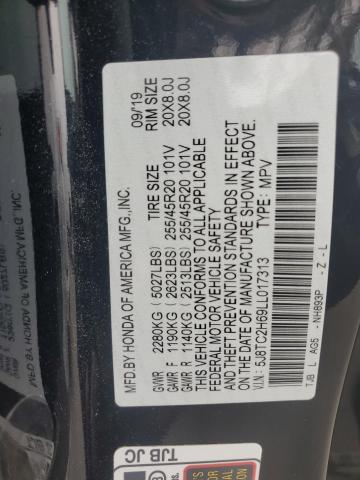 MFD.BY HONDA OF AMERICA MFG.,INC. 09/19
TIRE SIZE RIM SIZE
GVWR 2280KG (5027LBS)
GAWR F 1190KG (2623LBS) 255/45R20 101V 20X8.0J
GAWR R 1140KG (2513LBS) 255/45R20 101V 20X8.0J
THIS VEHICLE CONFORMS TO ALL APPLICABLE
FEDERAL MOTOR VEHICLE SAFETY
AND THEFT PREVENTION STANDARDS IN EFFECT
ON THE DATE OF MANUFACTURE SHOWN ABOVE.
V.I.N.: 5J8TC2H69LL017313 TYPE: MPV
TJB L AG5 - NH893P - Z - L
TJB JC